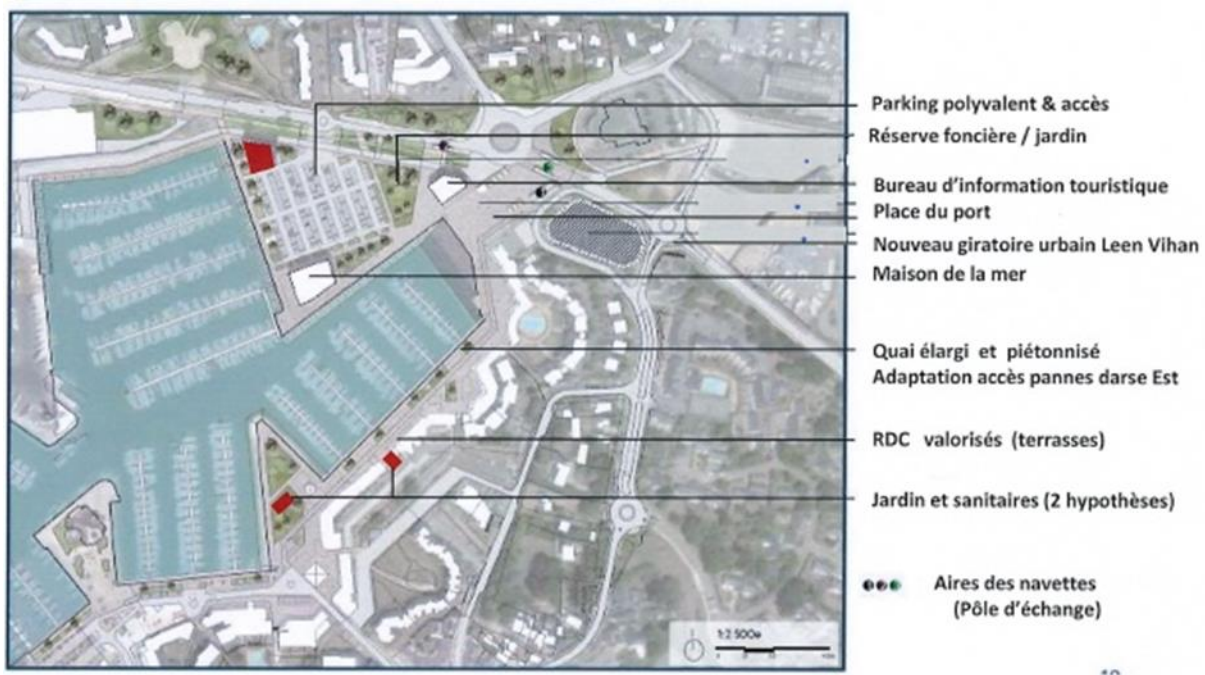 Parking polyvalent & accès
Réserve foncière / jardin
Bureau d'information touristique
Place du port
Nouveau giratoire urbain Leen Vihan
Maison de la mer
Quai élargi et piétonnisé
Adaptation accès pannes darse Est
RDC valorisés (terrasses)
Jardin et sanitaires (2 hypothèses)
Aires des navettes
(Pôle d'échange)
1:2 500e